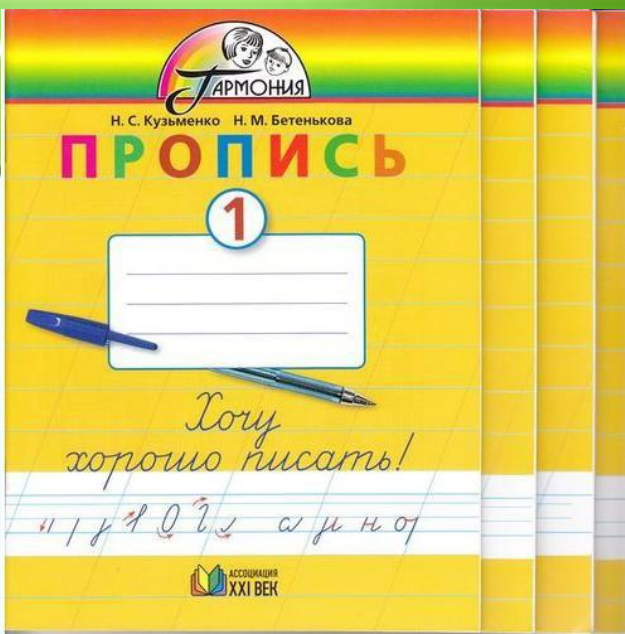 ГАРМОНИЯ
Н. С. Кузьменко Н. М. Бетенькова
ПРОПИСЬ
1
Хочу
хорошо писать!
АССОЦИАЦИЯ
XXI ВЕК